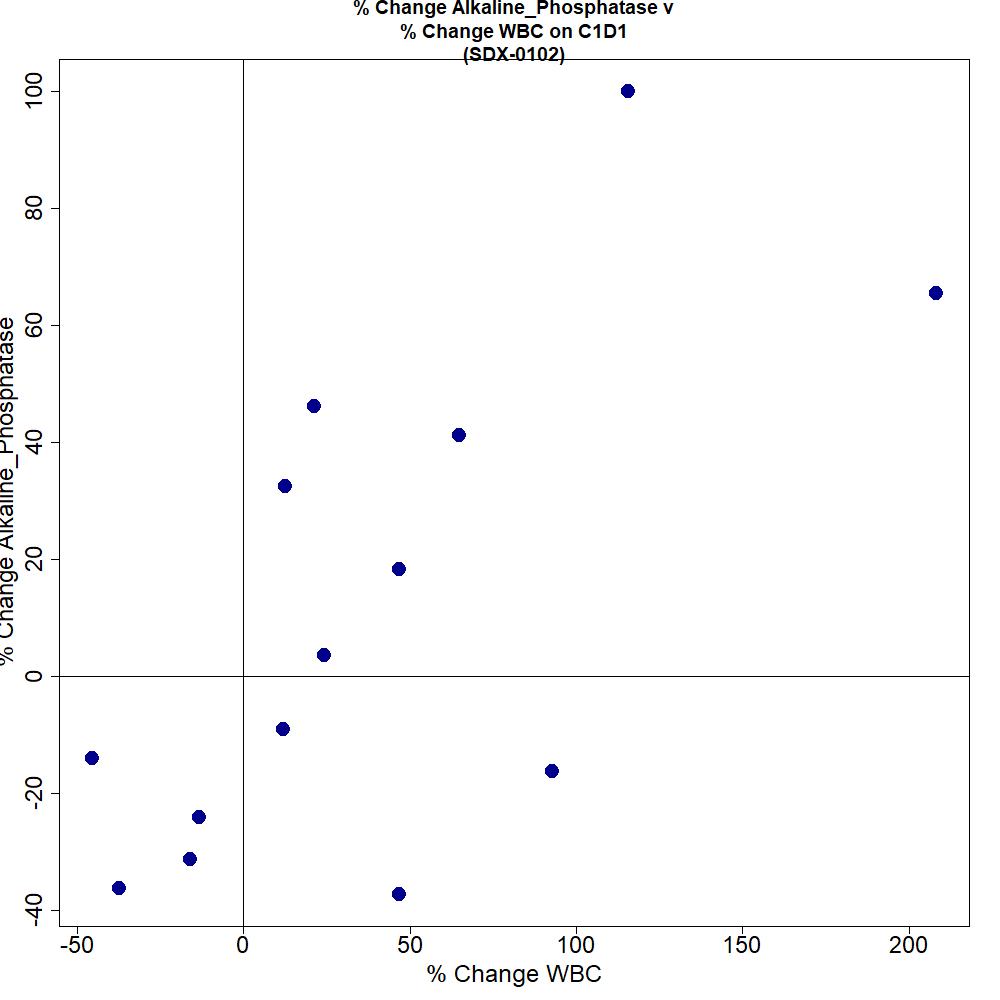 % Change Alkaline_Phosphatase v
% Change WBC on C1D1
(SDX-0102)
% Change Alkaline_Phosphatase
100
80
60
40
20
0
-20
-40
-50
0
50
100
150
200
% Change WBC